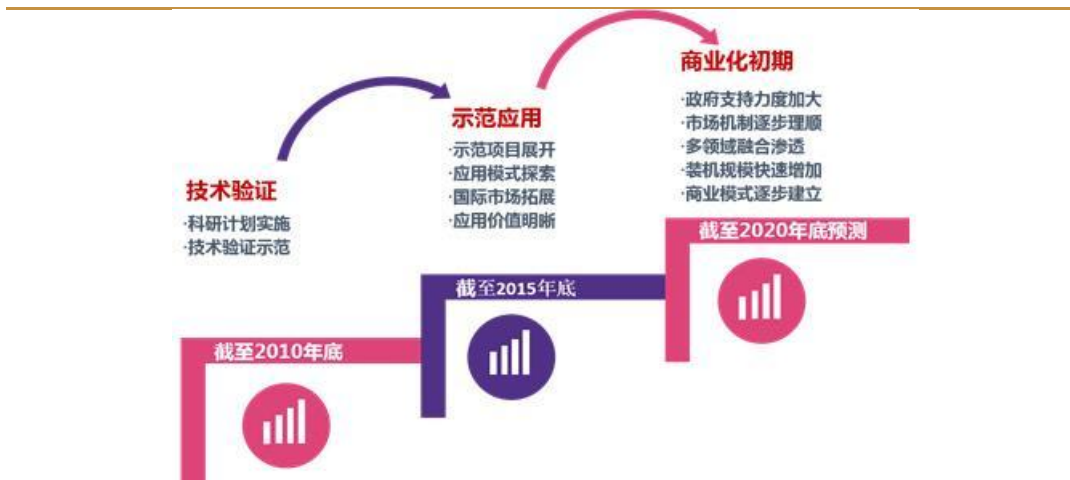 技术验证
·科研计划实施
·技术验证示范
截至2010年底
示范应用
·示范项目展开
·应用模式探索
·国际市场拓展
·应用价值明晰
截至2015年底
商业化初期
·政府支持力度加大
·市场机制逐步理顺
·多领域融合渗透
·装机规模快速增加
·商业模式逐步建立
截至2020年底预测